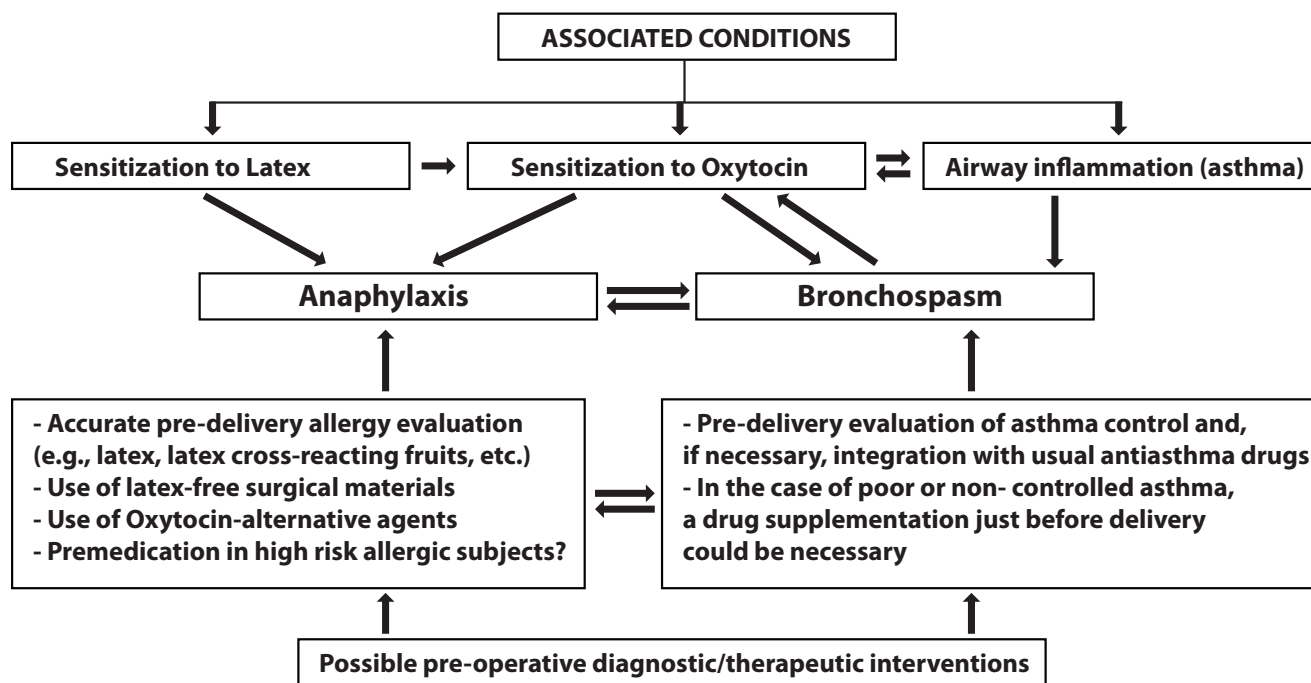 ASSOCIATED CONDITIONS
Sensitization to Latex
Sensitization to Oxytocin
Airway inflammation (asthma)
Anaphylaxis
Bronchospasm
- Accurate pre-delivery allergy evaluation
(e.g., latex, latex cross-reacting fruits, etc.)
- Use of latex-free surgical materials
- Use of Oxytocin-alternative agents
- Premedication in high risk allergic subjects?
- Pre-delivery evaluation of asthma control and,
if necessary, integration with usual antiasthma drugs
- In the case of poor or non- controlled asthma,
a drug supplementation just before delivery
could be necessary
Possible pre-operative diagnostic/therapeutic interventions